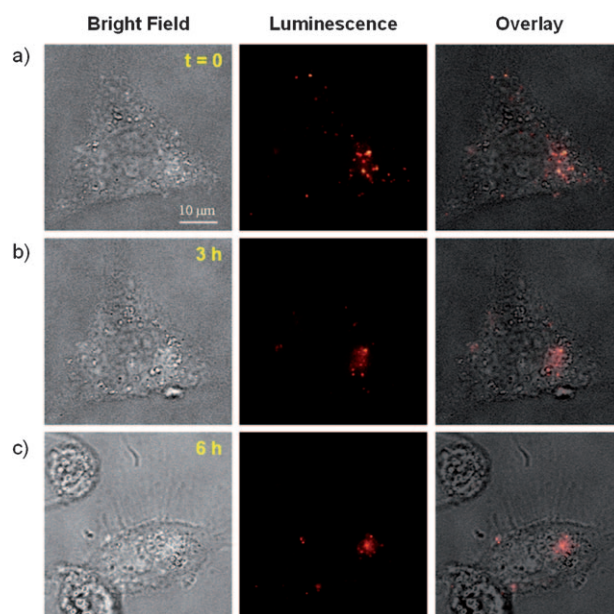 Bright Field Luminescence Overlay
a) t = 0
10 μm
b) 3 h
c) 6 h